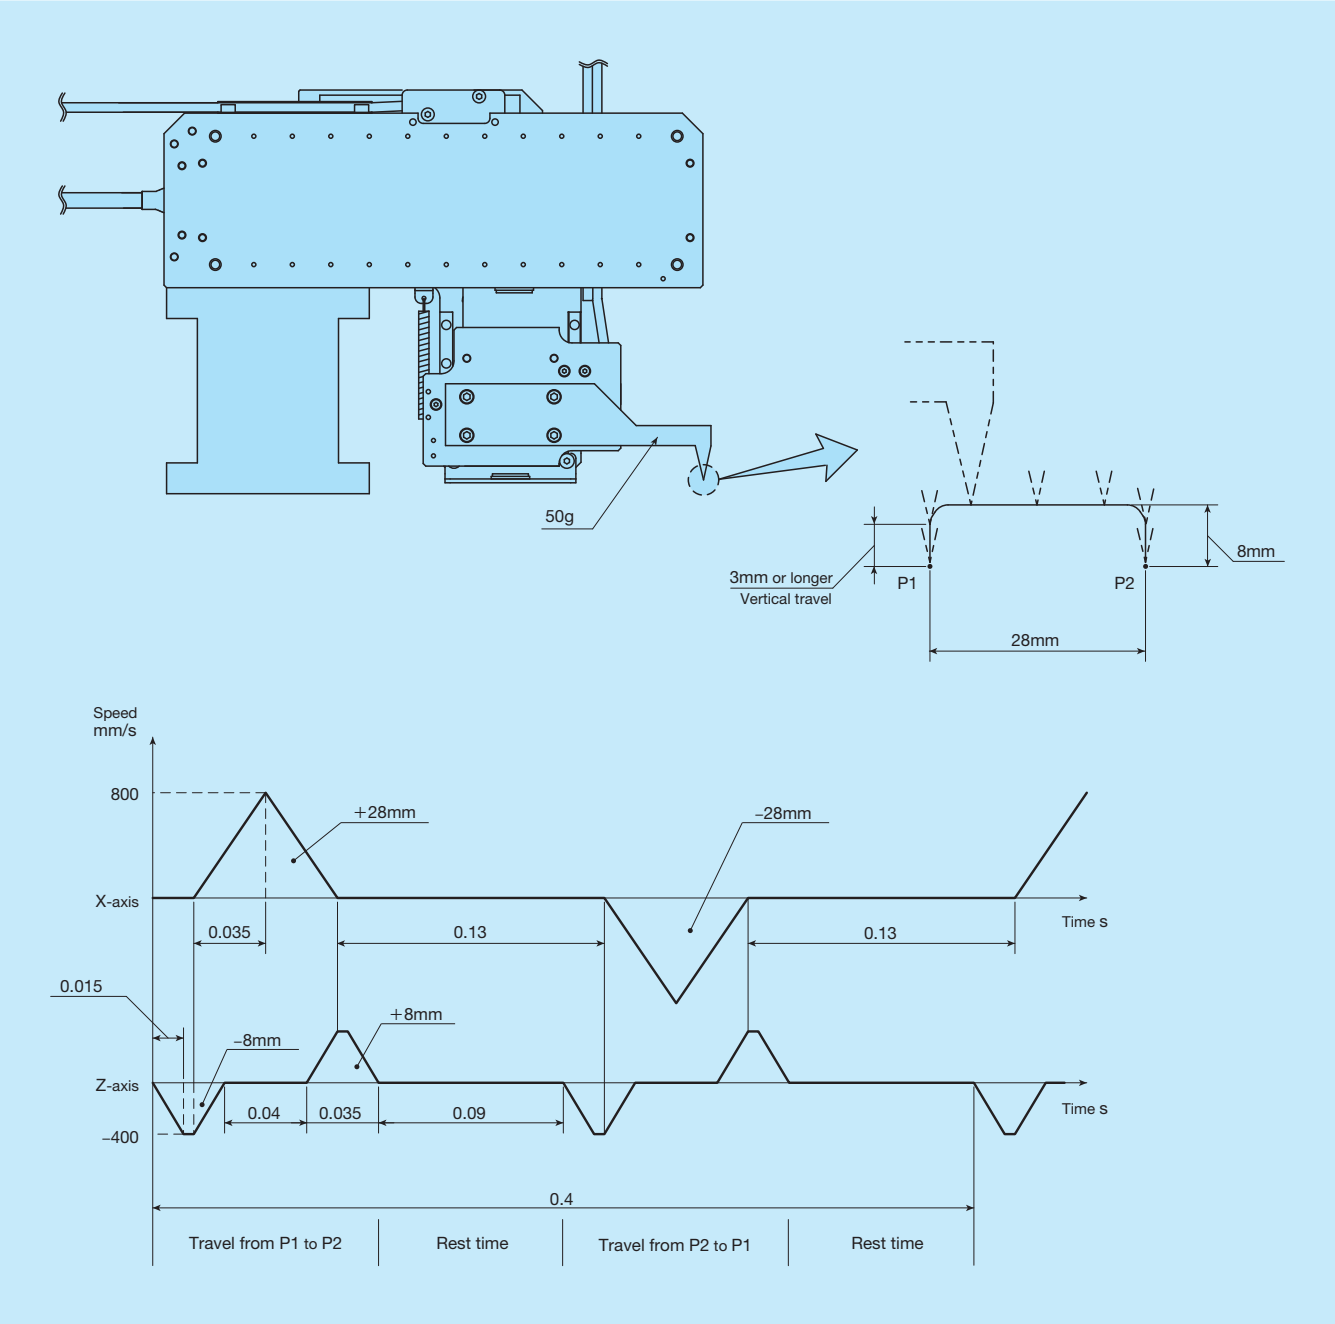 50g
3mm or longer
Vertical travel
P1
P2
8mm
28mm
Speed
mm/s
800
+28mm
−28mm
X-axis
Time s
0.035
0.13
0.13
0.015
−8mm
+8mm
Z-axis
Time s
0.04
0.035
0.09
−400
0.4
Travel from P1 to P2
Rest time
Travel from P2 to P1
Rest time